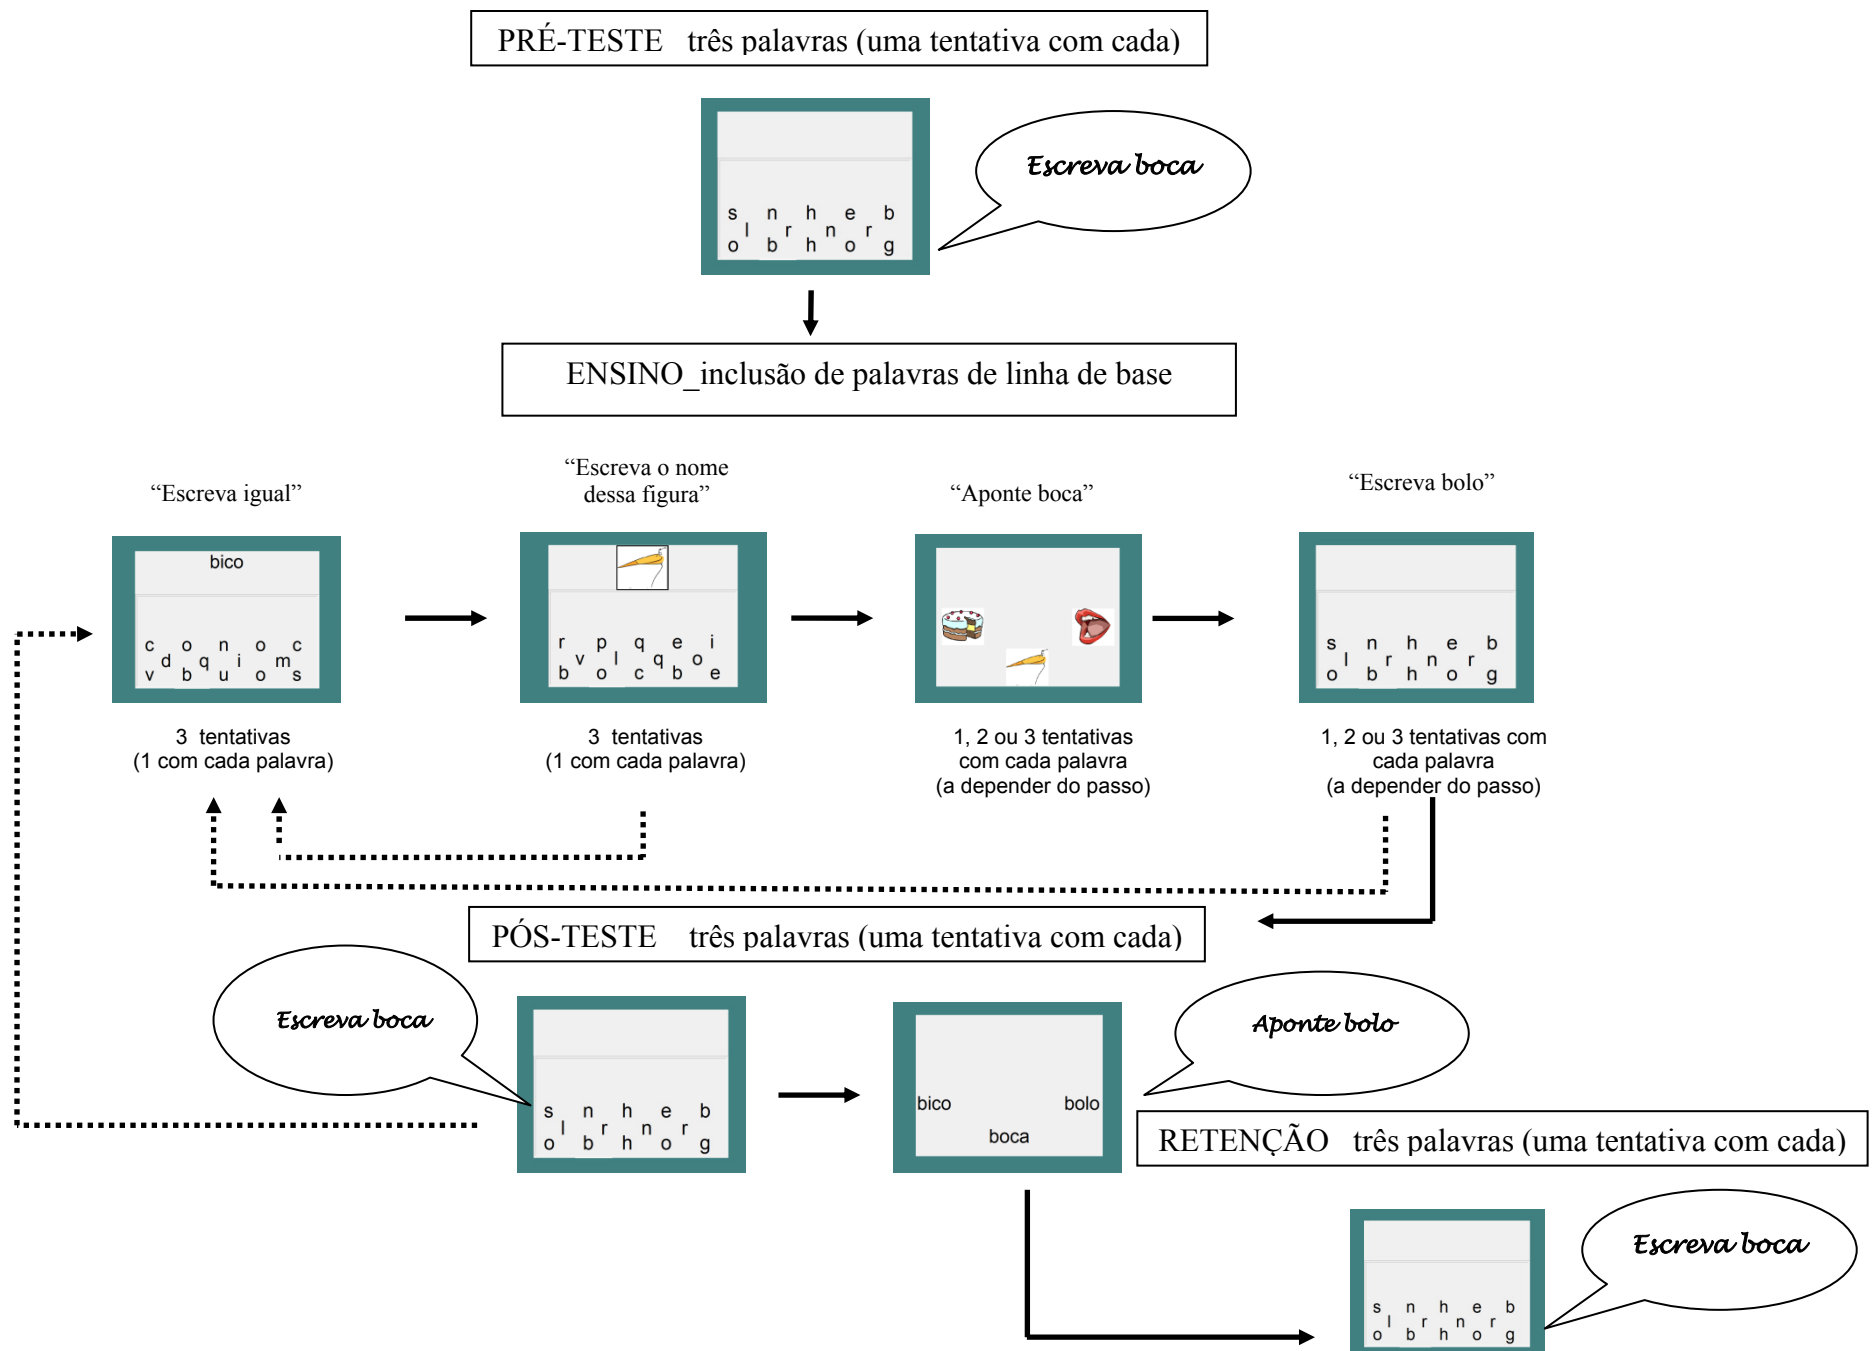 PRÉ-TESTE três palavras (uma tentativa com cada)
Escreva boca
s n h e b
l r n r
o b h o g
ENSINO_inclusão de palavras de linha de base
“Escreva igual”
“Escreva o nome
dessa figura”
“Aponte boca”
“Escreva bolo”
bico
c o n o c
d q i m
v b u o s
r p q e i
v l q o
b o c b e
s n h e b
l r n r
o b h o g
3 tentativas
(1 com cada palavra)
3 tentativas
(1 com cada palavra)
1, 2 ou 3 tentativas
com cada palavra
(a depender do passo)
1, 2 ou 3 tentativas com
cada palavra
(a depender do passo)
PÓS-TESTE três palavras (uma tentativa com cada)
Escreva boca
s n h e b
l r n r
o b h o g
Aponte bolo
bico bolo
boca
RETENÇÃO três palavras (uma tentativa com cada)
Escreva boca
s n h e b
l r n r
o b h o g